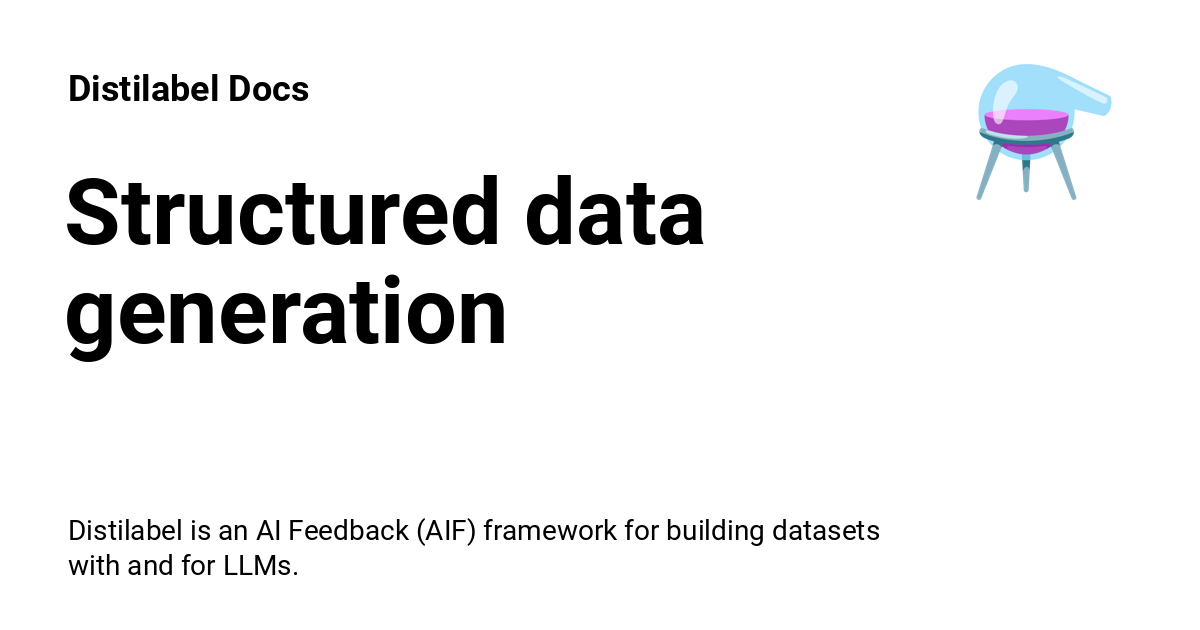 Distilabel Docs
Structured data
generation
Distilabel is an AI Feedback (AIF) framework for building datasets
with and for LLMs.